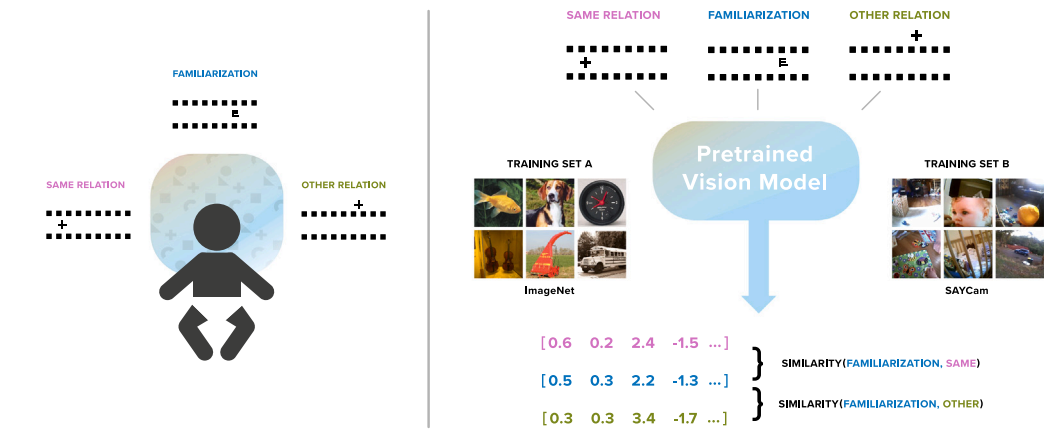 FAMILIARIZATION
E
SAME RELATION
+
OTHER RELATION
+
SAME RELATION
FAMILIARIZATION
OTHER RELATION
+
E
+
Pretrained
Vision Model
TRAINING SET A
ImageNet
TRAINING SET B
SAYCam
[0.6 0.2 2.4 -1.5 ...]
[0.5 0.3 2.2 -1.3 ...]
[0.3 0.3 3.4 -1.7 ...]
} SIMILARITY(FAMILIARIZATION, SAME)
} SIMILARITY(FAMILIARIZATION, OTHER)